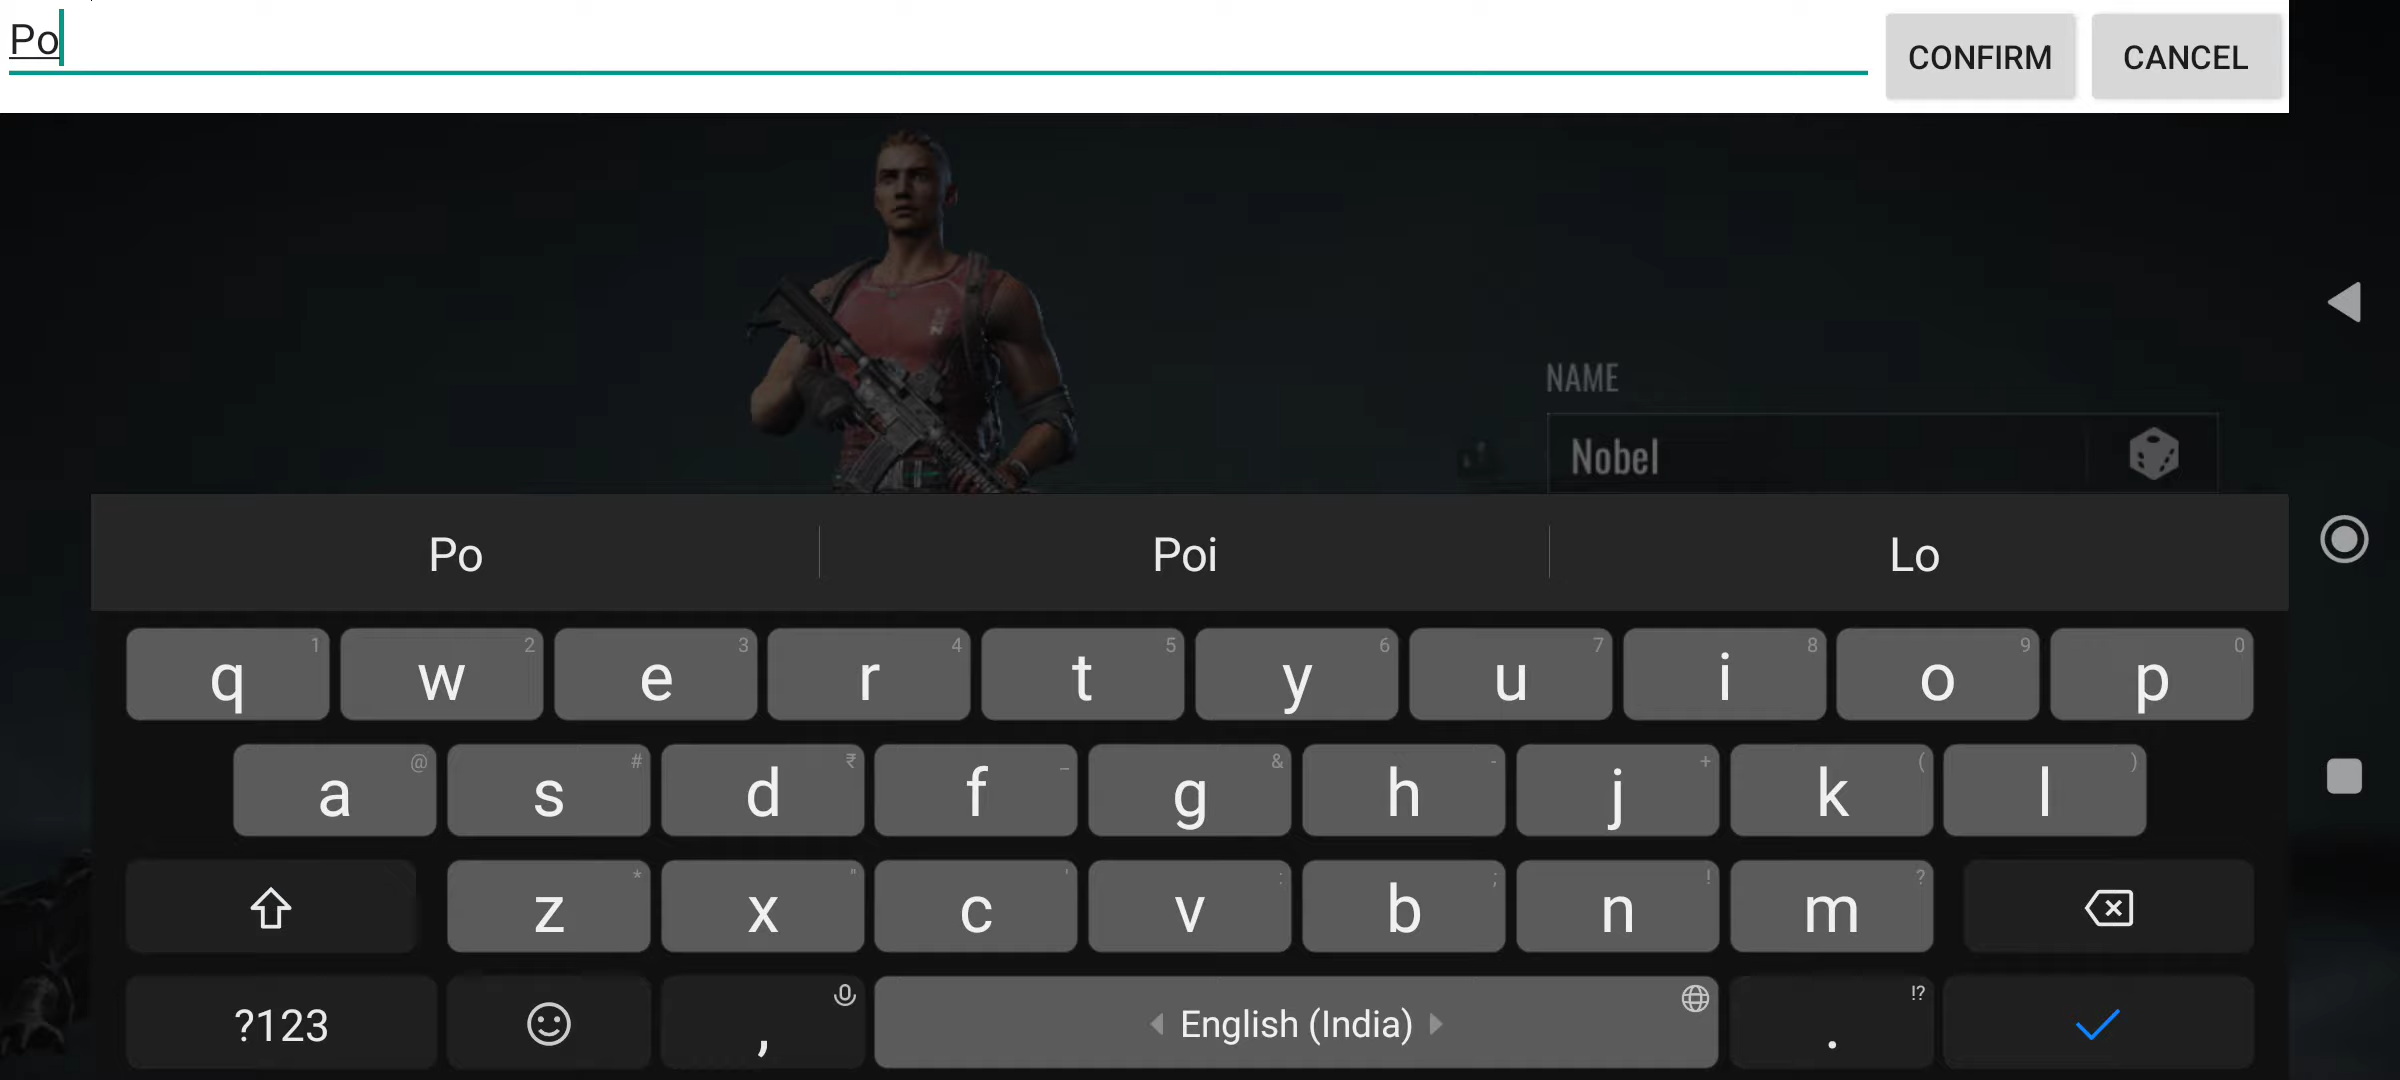 Po
CONFIRM CANCEL
NAME
Nobel
Po Poi Lo
q 1 w 2 e 3 r 4 t 5 y 6 u 7 i 8 o 9 p 0
a @ s # d ₹ f _ g & h - j + k ( l )
z * x " c ' v : b ; n ! m ?
?123 , English (India) . !?